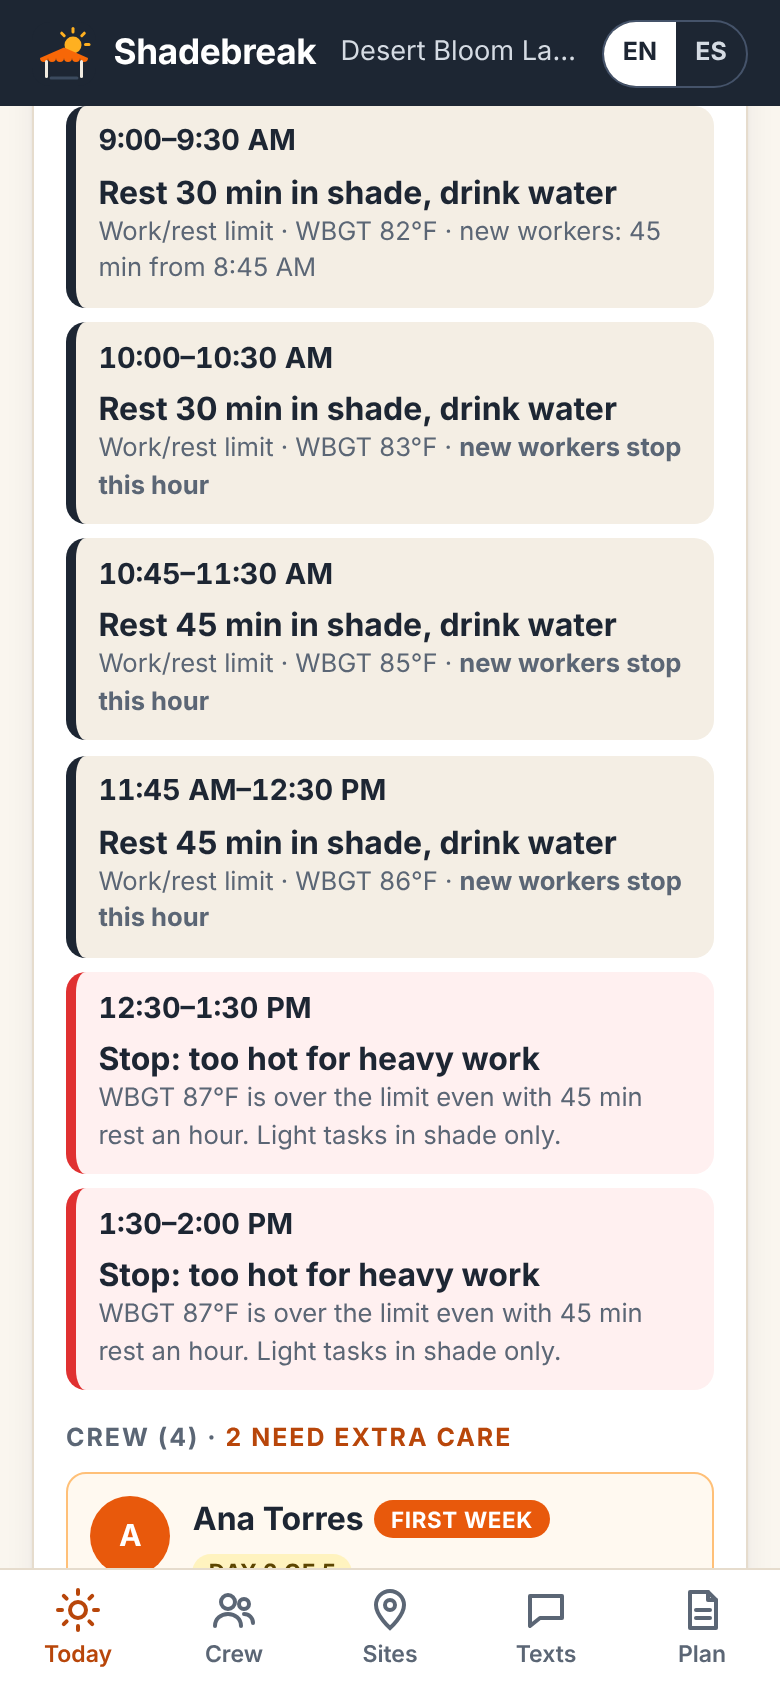 Shadebreak
Desert Bloom La...
EN
ES
9:00–9:30 AM
Rest 30 min in shade, drink water
Work/rest limit · WBGT 82°F · new workers: 45
min from 8:45 AM
10:00–10:30 AM
Rest 30 min in shade, drink water
Work/rest limit · WBGT 83°F · new workers stop
this hour
10:45–11:30 AM
Rest 45 min in shade, drink water
Work/rest limit · WBGT 85°F · new workers stop
this hour
11:45 AM–12:30 PM
Rest 45 min in shade, drink water
Work/rest limit · WBGT 86°F · new workers stop
this hour
12:30–1:30 PM
Stop: too hot for heavy work
WBGT 87°F is over the limit even with 45 min
rest an hour. Light tasks in shade only.
1:30–2:00 PM
Stop: too hot for heavy work
WBGT 87°F is over the limit even with 45 min
rest an hour. Light tasks in shade only.
CREW (4) · 2 NEED EXTRA CARE
A
Ana Torres
FIRST WEEK
Today
Crew
Sites
Texts
Plan